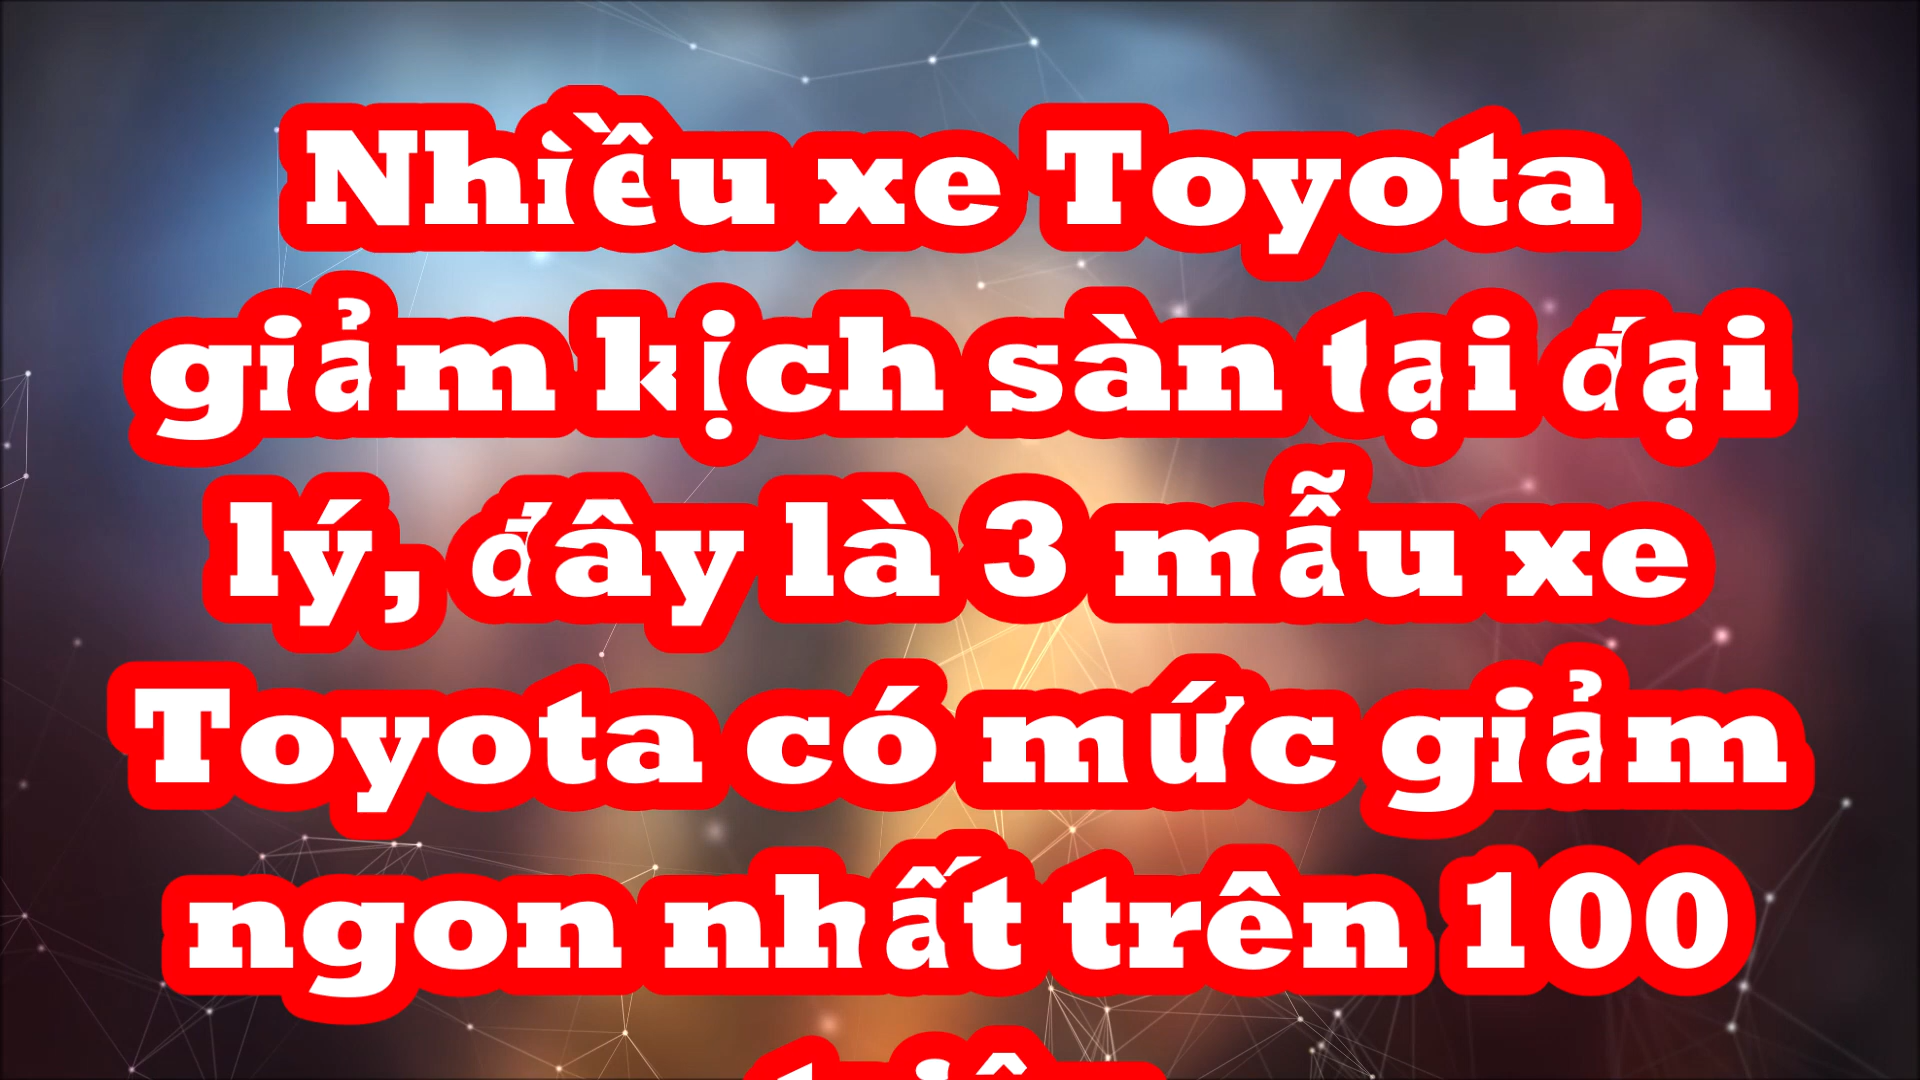 Nhiều xe Toyota
giảm kịch sàn tại đại
lý, đây là 3 mẫu xe
Toyota có mức giảm
ngon nhất trên 100